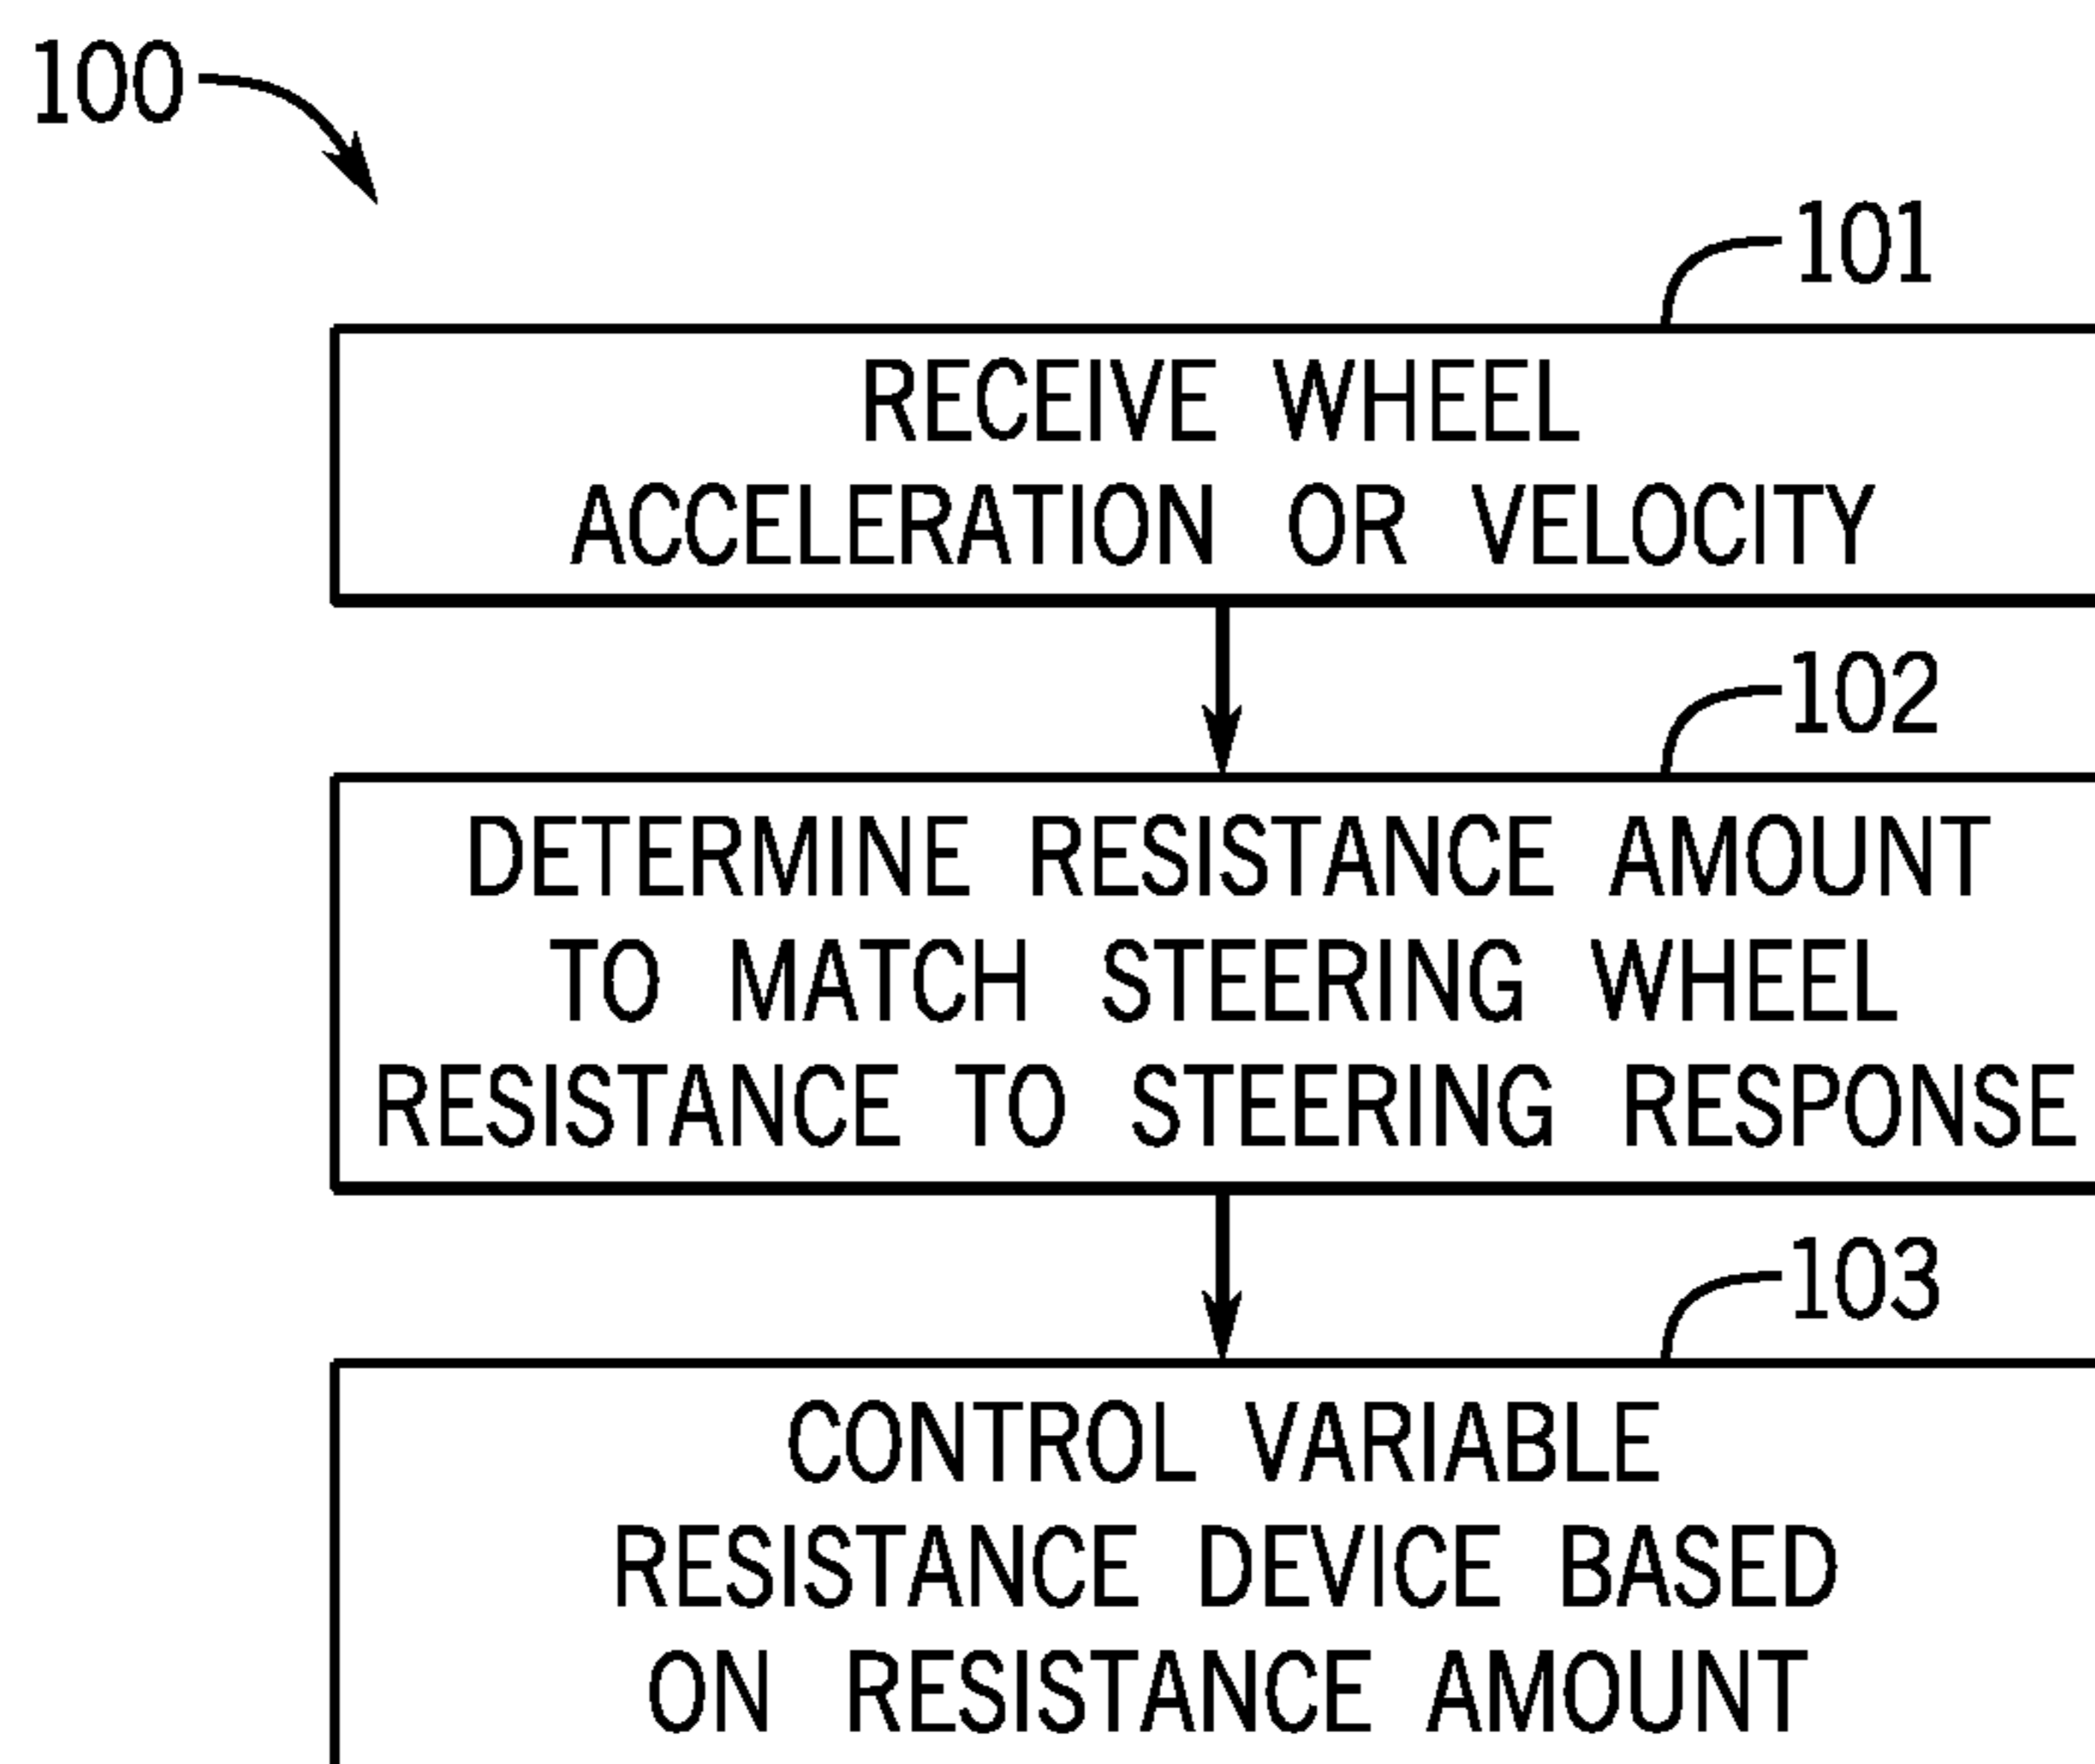 100
101
RECEIVE WHEEL
ACCELERATION OR VELOCITY
102
DETERMINE RESISTANCE AMOUNT
TO MATCH STEERING WHEEL
RESISTANCE TO STEERING RESPONSE
103
CONTROL VARIABLE
RESISTANCE DEVICE BASED
ON RESISTANCE AMOUNT